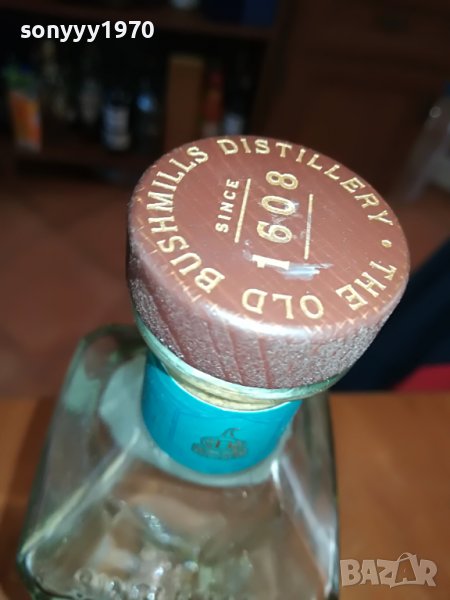 sonyyy1970
THE OLD BUSHMILLS DISTILLERY •
SINCE
1608
BAZAR